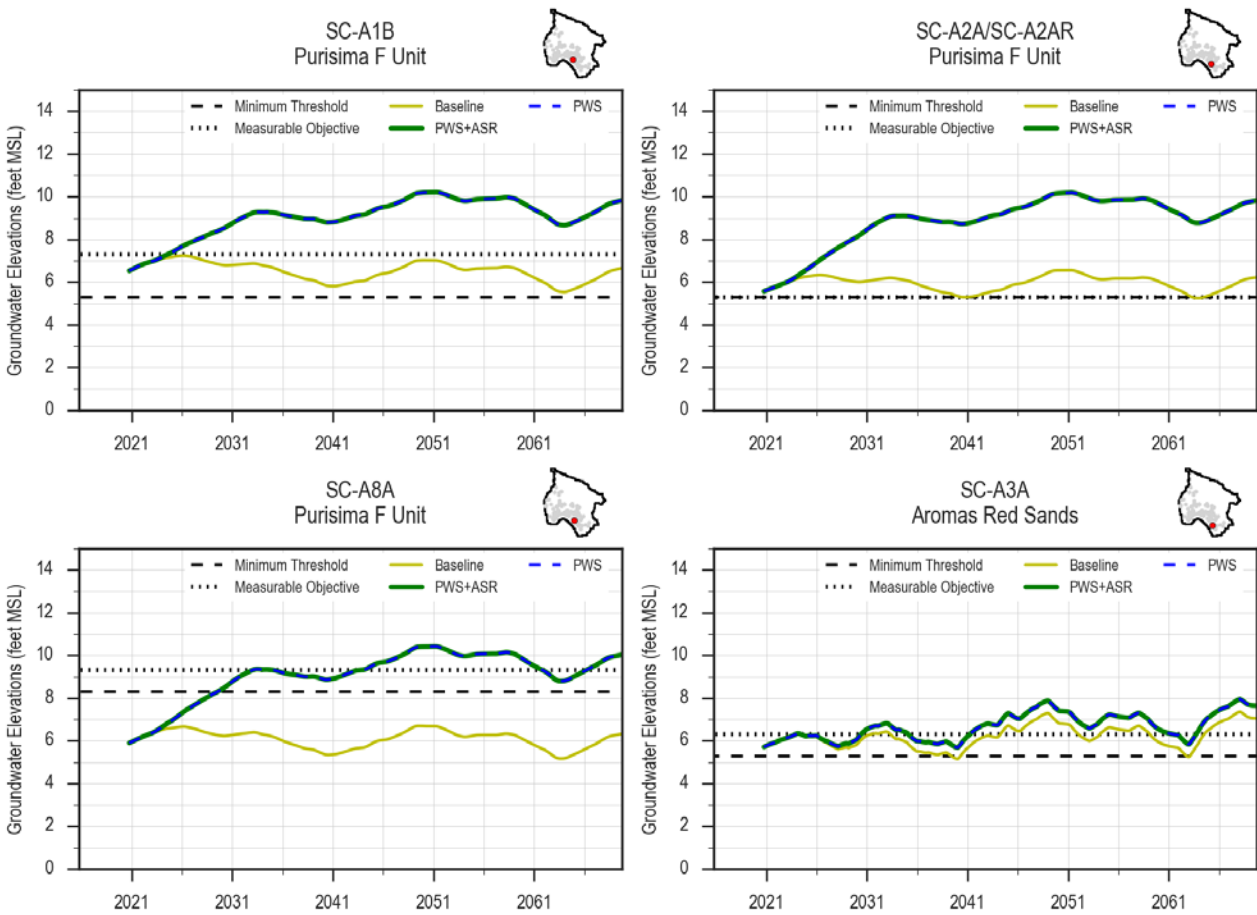 SC-A1B
Purisima F Unit
Minimum Threshold
Baseline
PWS
Measurable Objective
PWS+ASR
Groundwater Elevations (feet MSL)
14
12
10
8
6
4
2
0
2021
2031
2041
2051
2061
SC-A2A/SC-A2AR
Purisima F Unit
Minimum Threshold
Baseline
PWS
Measurable Objective
PWS+ASR
Groundwater Elevations (feet MSL)
14
12
10
8
6
4
2
0
2021
2031
2041
2051
2061
SC-A8A
Purisima F Unit
Minimum Threshold
Baseline
PWS
Measurable Objective
PWS+ASR
Groundwater Elevations (feet MSL)
14
12
10
8
6
4
2
0
2021
2031
2041
2051
2061
SC-A3A
Aromas Red Sands
Minimum Threshold
Baseline
PWS
Measurable Objective
PWS+ASR
Groundwater Elevations (feet MSL)
14
12
10
8
6
4
2
0
2021
2031
2041
2051
2061